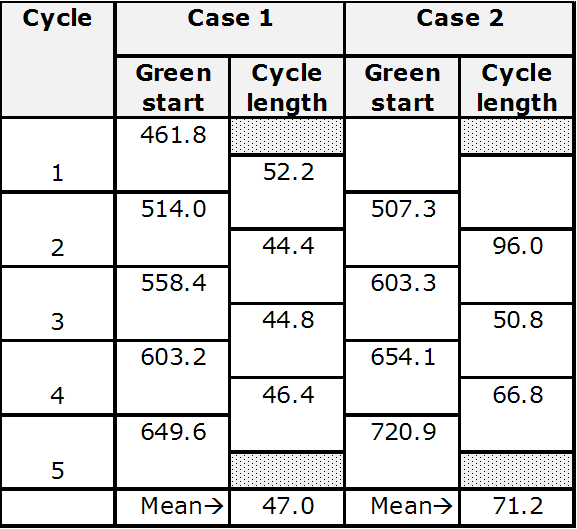 Cycle Case 1 Case 2
Green start Cycle length Green start Cycle length
461.8
1 52.2
514.0 507.3
2 44.4 96.0
558.4 603.3
3 44.8 50.8
603.2 654.1
4 46.4 66.8
649.6 720.9
5
Mean→ 47.0 Mean→ 71.2